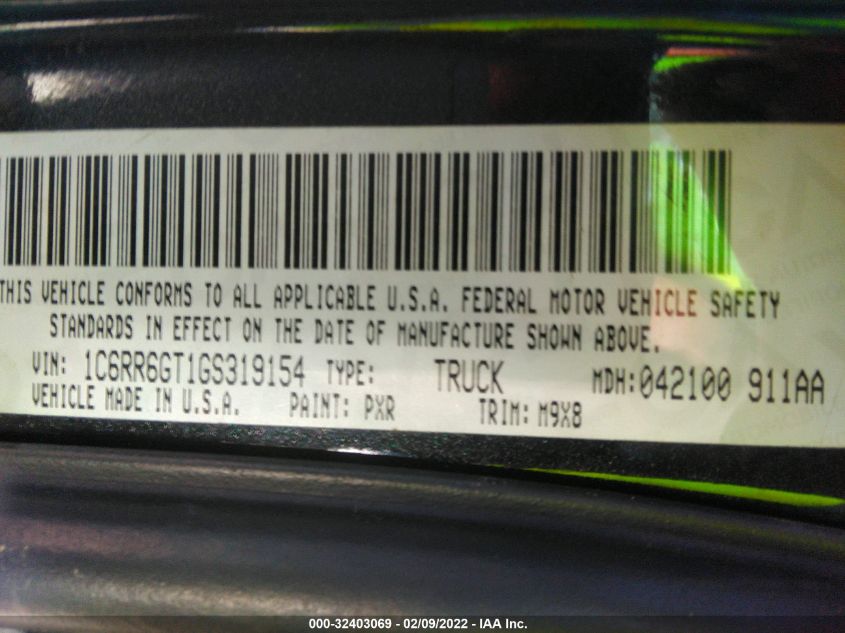 THIS VEHICLE CONFORMS TO ALL APPLICABLE U.S.A. FEDERAL MOTOR VEHICLE SAFETY
STANDARDS IN EFFECT ON THE DATE OF MANUFACTURE SHOWN ABOVE.
VIN: 1C6RR6GT1GS319154 TYPE: TRUCK MDH:042100 911AA
VEHICLE MADE IN U.S.A. PAINT: PXR TRIM: M9X8
000-32403069 - 02/09/2022 - IAA Inc.